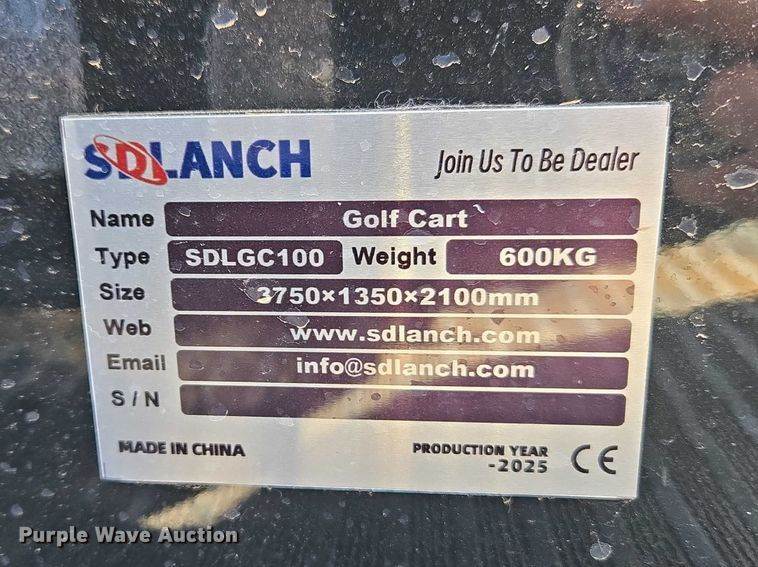 SDLANCH
Join Us To Be Dealer
Name Golf Cart
Type SDLGC100 Weight 600KG
Size 3750×1350×2100mm
Web www.sdlanch.com
Email info@sdlanch.com
S / N
MADE IN CHINA
PRODUCTION YEAR
-2025
CE
Purple Wave Auction